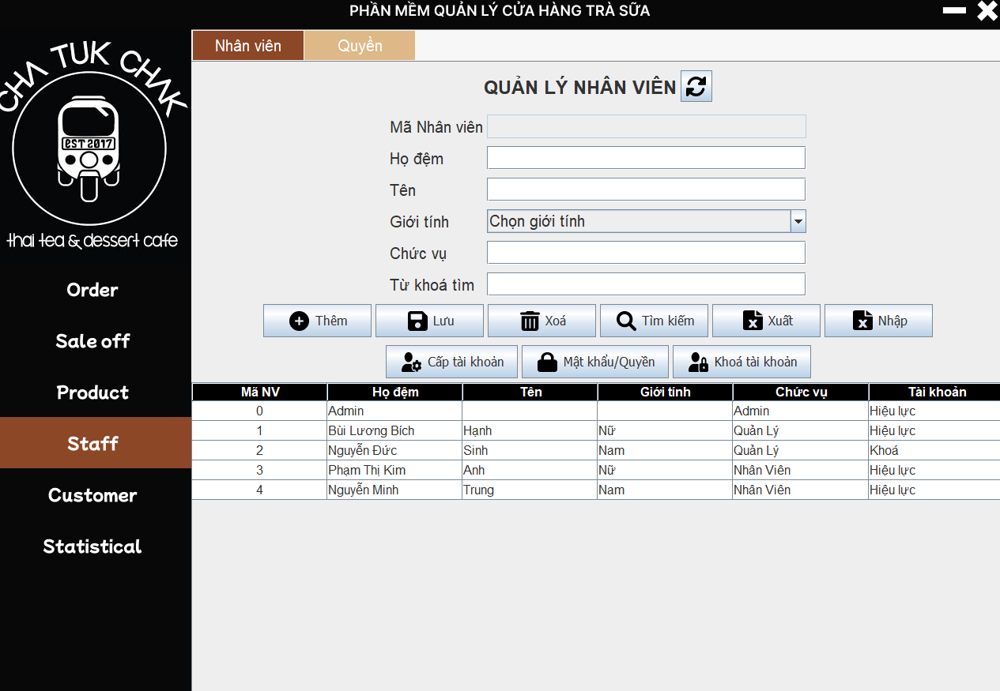 PHẦN MỀM QUẢN LÝ CỬA HÀNG TRÀ SỮA
CHA TUK CHAK
EST 2017
thai tea & dessert cafe
Order
Sale off
Product
Staff
Customer
Statistical
Nhân viên Quyền
QUẢN LÝ NHÂN VIÊN
Mã Nhân viên
Họ đệm
Tên
Giới tính Chọn giới tính
Chức vụ
Từ khoá tìm
Thêm Lưu Xoá Tìm kiếm Xuất Nhập
Cấp tài khoản Mật khẩu/Quyền Khoá tài khoản
Mã NV Họ đệm Tên Giới tính Chức vụ Tài khoản
0 Admin Admin Hiệu lực
1 Bùi Lương Bích Hạnh Nữ Quản Lý Hiệu lực
2 Nguyễn Đức Sinh Nam Quản Lý Khoá
3 Phạm Thị Kim Anh Nữ Nhân Viên Hiệu lực
4 Nguyễn Minh Trung Nam Nhân Viên Hiệu lực